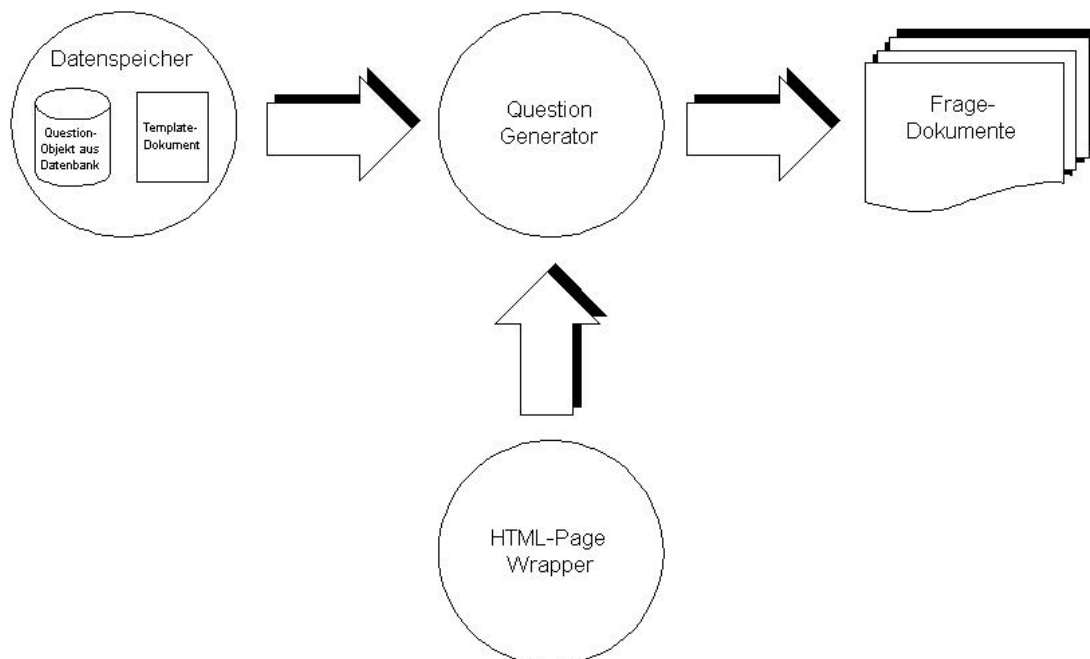 Datenspeicher
Question-
Objekt aus
Datenbank
Template-
Dokument
Question
Generator
Frage-
Dokumente
HTML-Page
Wrapper